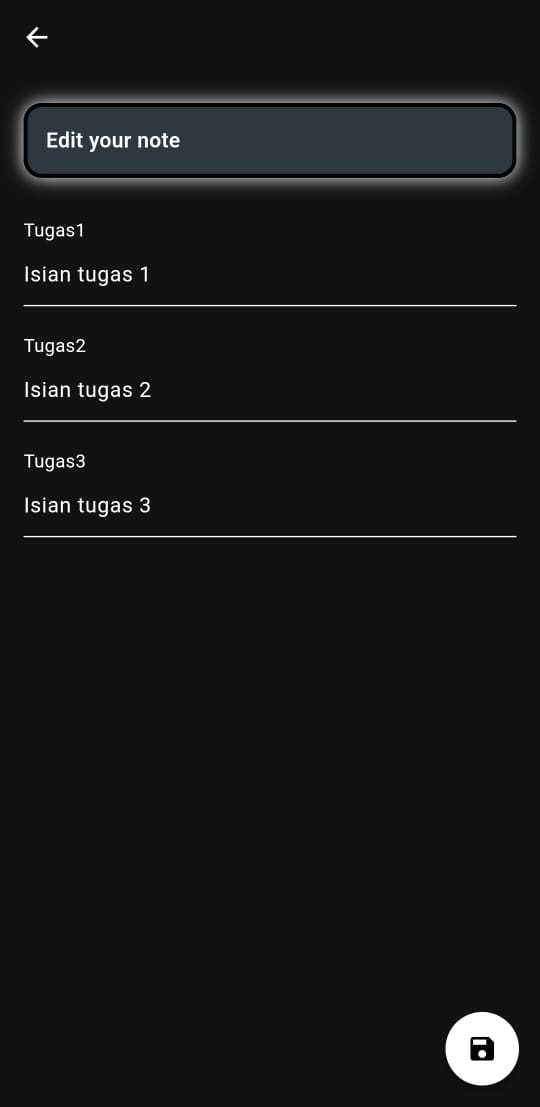 Edit your note
Tugas1
Isian tugas 1
Tugas2
Isian tugas 2
Tugas3
Isian tugas 3